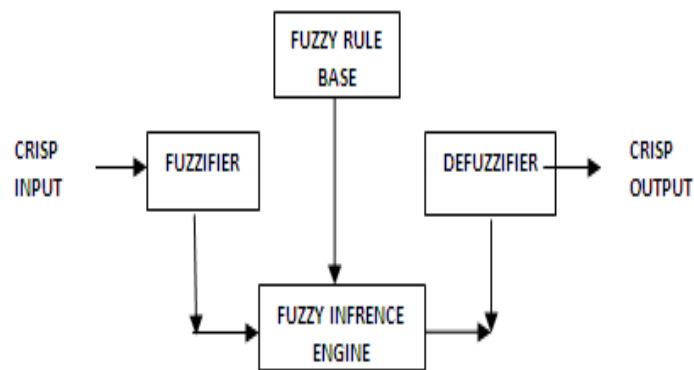 FUZZY RULE
BASE
CRISP
INPUT
FUZZIFIER
DEFUZZIFIER
CRISP
OUTPUT
FUZZY INFRENCE
ENGINE